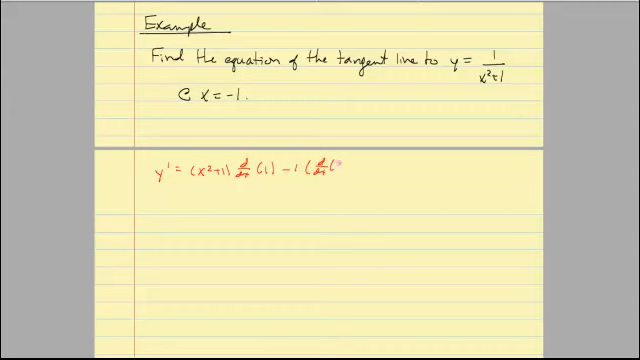 Example
Find the equation of the tangent line to y = 1/(x²+1)
@ x = -1.
y' = (x²+1) d/dx (1) - 1 (d/dx (